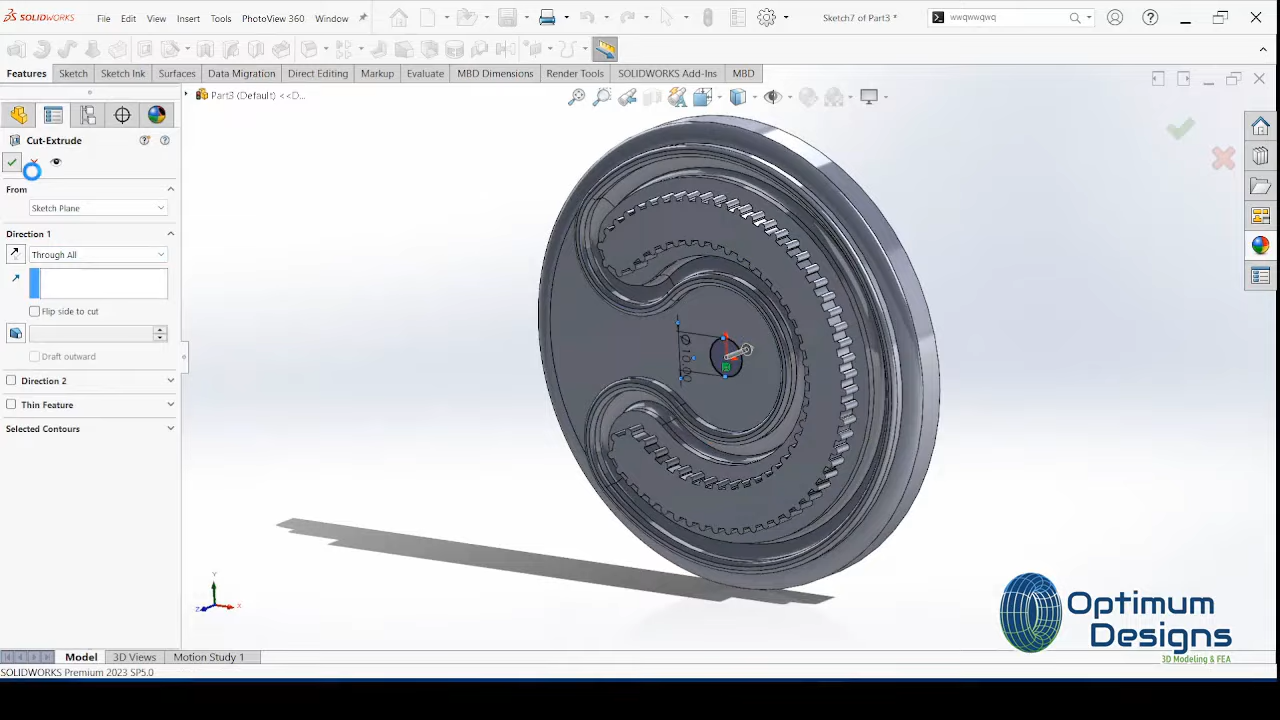 SOLIDWORKS
File Edit View Insert Tools PhotoView 360 Window
Sketch7 of Part3 *
wwqwwqwq
Features Sketch Sketch Ink Surfaces Data Migration Direct Editing Markup Evaluate MBD Dimensions Render Tools SOLIDWORKS Add-Ins MBD
Part3 (Default) <<D...
Cut-Extrude
From
Sketch Plane
Direction 1
Through All
Flip side to cut
Draft outward
Direction 2
Thin Feature
Selected Contours
Y
X
Z
Optimum
Designs
3D Modeling & FEA
Model 3D Views Motion Study 1
SOLIDWORKS Premium 2023 SP5.0